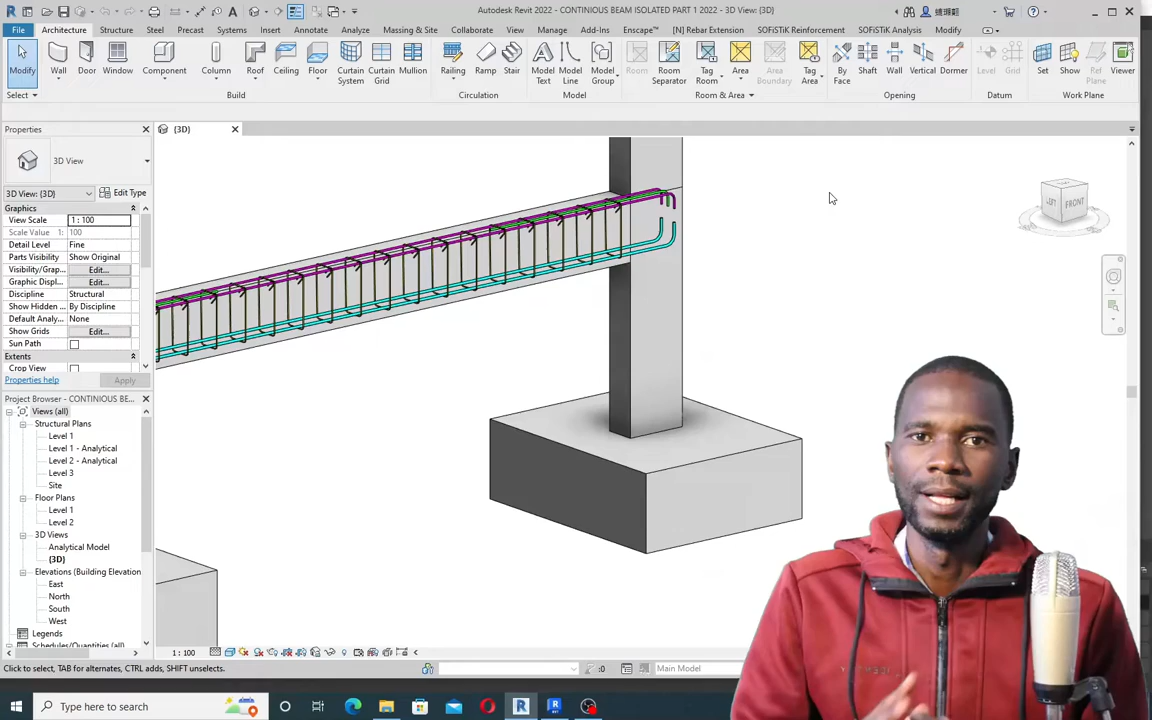 Autodesk Revit 2022 - CONTINIOUS BEAM ISOLATED PART 1 2022 - 3D View: {3D}
File Architecture Structure Steel Precast Systems Insert Annotate Analyze Massing & Site Collaborate View Manage Add-Ins Enscape™ [N] Rebar Extension SOFiSTiK Reinforcement SOFiSTiK Analysis Modify
Modify Wall Door Window Component Column Roof Ceiling Floor Curtain System Curtain Grid Mullion Railing Ramp Stair Model Text Model Line Model Group Room Room Separator Tag Room Area Area Boundary Tag Area By Face Shaft Wall Vertical Dormer Level Grid Set Show Ref Plane Viewer
Select Build Circulation Model Room & Area Opening Datum Work Plane
Properties
{3D}
3D View
3D View: {3D} Edit Type
Graphics
View Scale 1 : 100
Scale Value 1: 100
Detail Level Fine
Parts Visibility Show Original
Visibility/Grap... Edit...
Graphic Displ... Edit...
Discipline Structural
Show Hidden ... By Discipline
Default Analy... None
Show Grids Edit...
Sun Path
Extents
Crop View
Properties help Apply
Project Browser - CONTINIOUS BE...
Views (all)
Structural Plans
Level 1
Level 1 - Analytical
Level 2 - Analytical
Level 3
Site
Floor Plans
Level 1
Level 2
3D Views
Analytical Model
{3D}
Elevations (Building Elevation
East
North
South
West
Legends
Schedules/Quantities (all)
LEFT FRONT
1 : 100
Click to select, TAB for alternates, CTRL adds, SHIFT unselects.
:0 Main Model
Type here to search